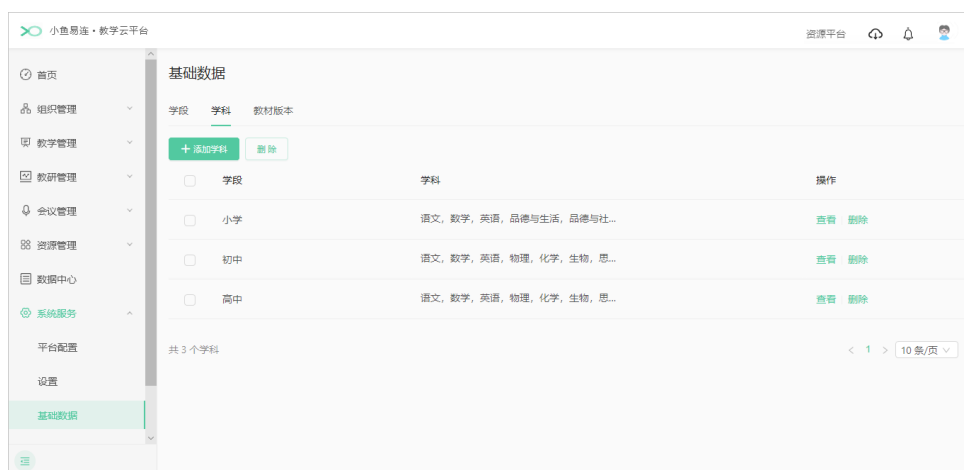 小鱼易连·教学云平台
资源平台
首页
组织管理
教学管理
教研管理
会议管理
资源管理
数据中心
系统服务
平台配置
设置
基础数据
基础数据
学段 学科 教材版本
+ 添加学科 删除
学段 学科 操作
小学 语文，数学，英语，品德与生活，品德与社... 查看 删除
初中 语文，数学，英语，物理，化学，生物，思... 查看 删除
高中 语文，数学，英语，物理，化学，生物，思... 查看 删除
共 3 个学科 < 1 > 10 条/页